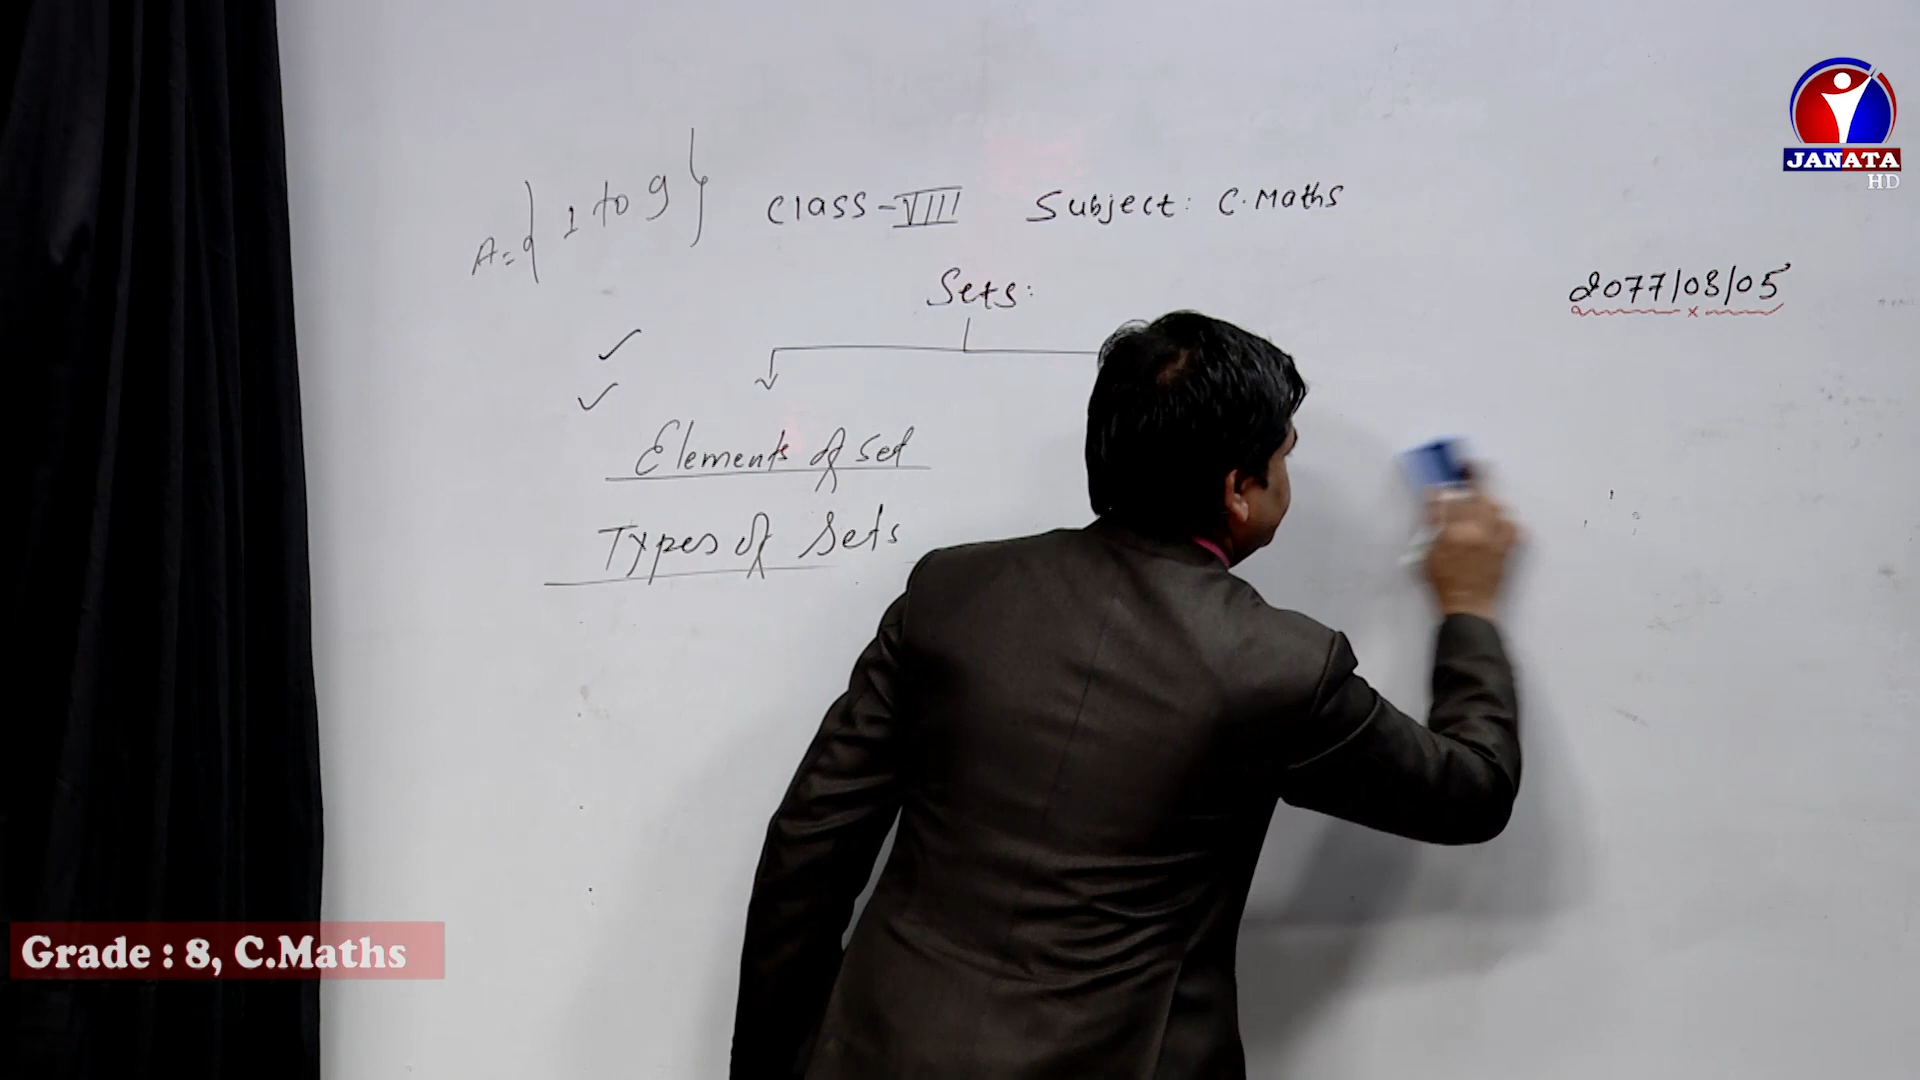 JANATA
HD
A={ 1 to 9 }
Class-VIII Subject: C.Maths
Sets:
2077/08/05
Elements of set
Types of Sets
Grade : 8, C.Maths